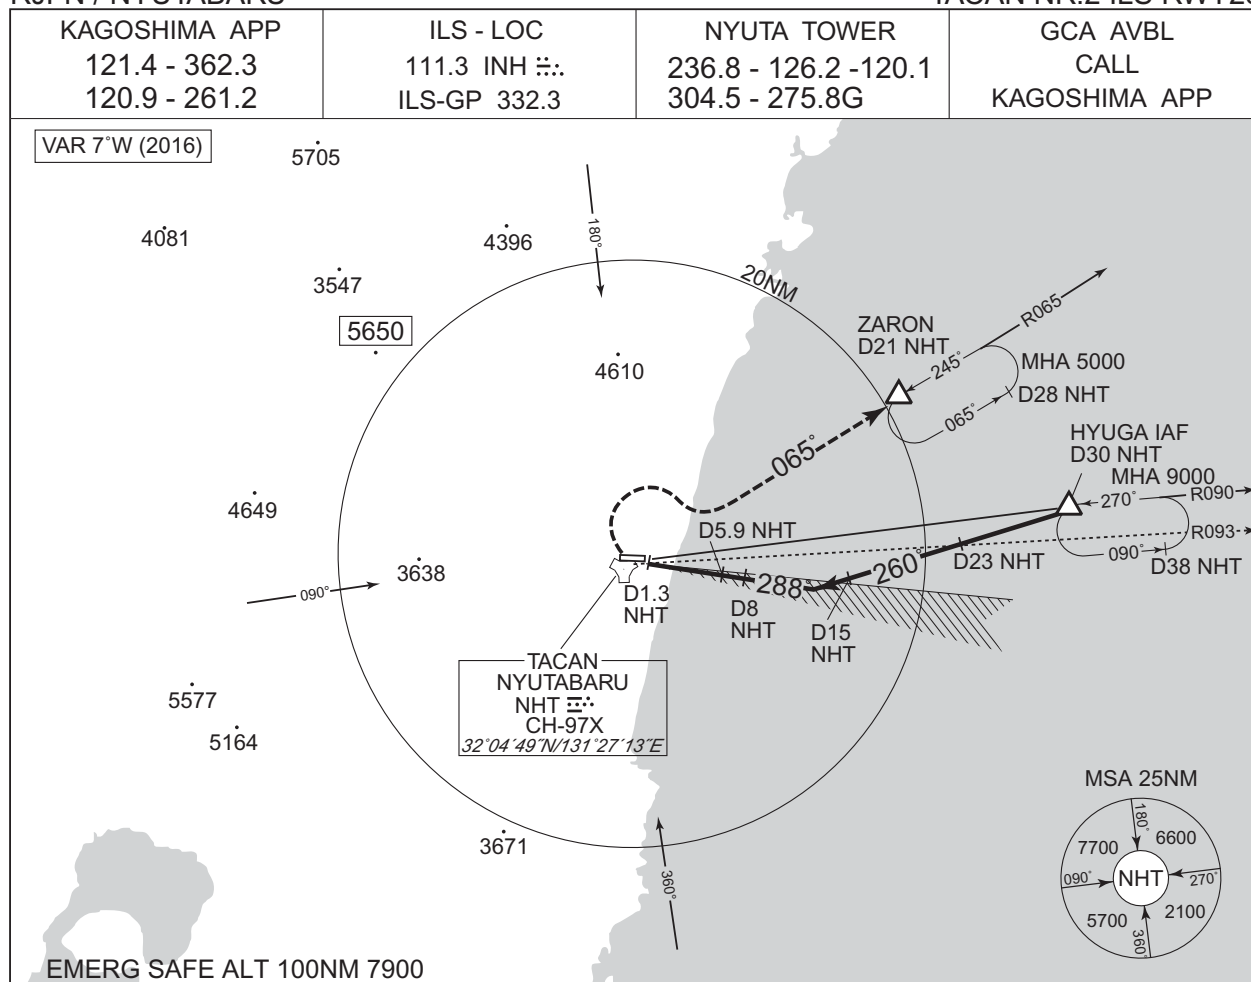 KAGOSHIMA APP
121.4 - 362.3
120.9 - 261.2
ILS - LOC
111.3 INH
ILS-GP 332.3
NYUTA TOWER
236.8 - 126.2 -120.1
304.5 - 275.8G
GCA AVBL
CALL
KAGOSHIMA APP
VAR 7°W (2016)
5705
4081
4396
180°
3547
20NM
5650
4610
ZARON
D21 NHT
R065
245°
MHA 5000
D28 NHT
065°
065°
HYUGA IAF
D30 NHT
MHA 9000
270°
R090
R093
090°
D38 NHT
4649
3638
090°
D5.9 NHT
D23 NHT
260°
288°
D1.3
NHT
D8
NHT
D15
NHT
TACAN
NYUTABARU
NHT
CH-97X
32°04´49˝N/131°27´13˝E
5577
5164
3671
360°
MSA 25NM
180°
7700
6600
090°
NHT
270°
5700
2100
360°
EMERG SAFE ALT 100NM 7900